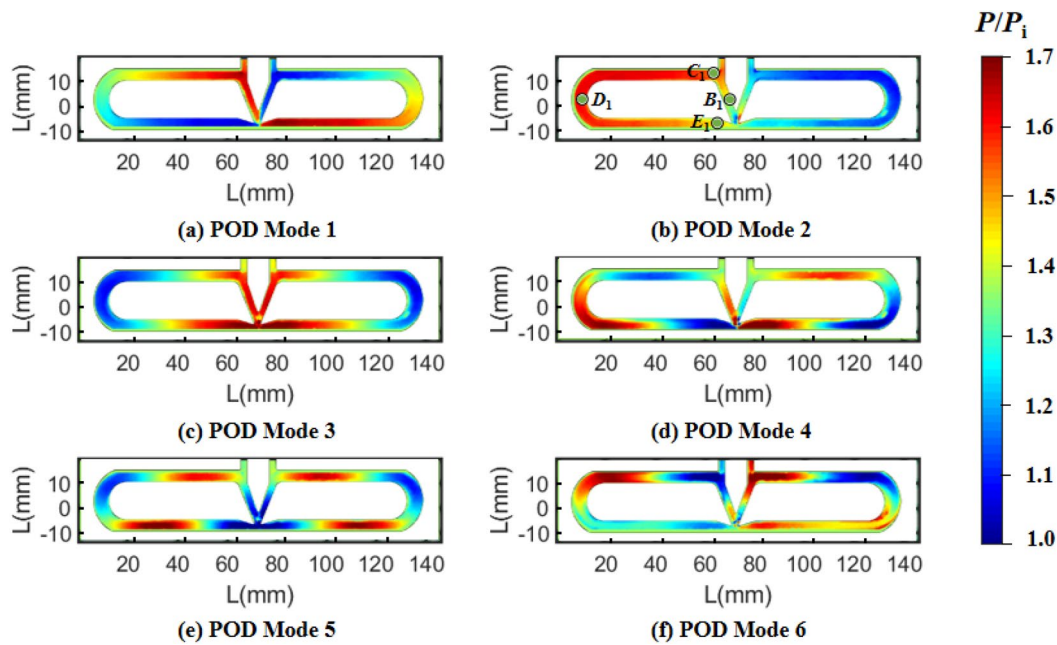 P/Pi
10
0
-10
L(mm)
20 40 60 80 100 120 140
L(mm)
(a) POD Mode 1
10
0
-10
L(mm)
C1
D1
B1
E1
20 40 60 80 100 120 140
L(mm)
(b) POD Mode 2
10
0
-10
L(mm)
20 40 60 80 100 120 140
L(mm)
(c) POD Mode 3
10
0
-10
L(mm)
20 40 60 80 100 120 140
L(mm)
(d) POD Mode 4
10
0
-10
L(mm)
20 40 60 80 100 120 140
L(mm)
(e) POD Mode 5
10
0
-10
L(mm)
20 40 60 80 100 120 140
L(mm)
(f) POD Mode 6
1.7
1.6
1.5
1.4
1.3
1.2
1.1
1.0